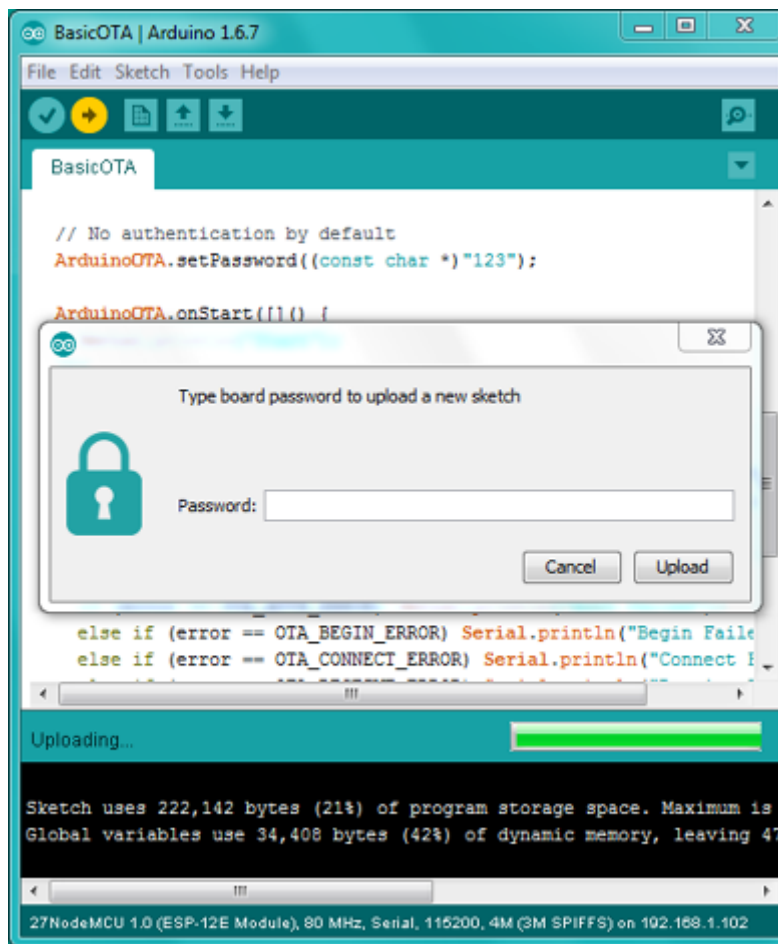 BasicOTA | Arduino 1.6.7
File Edit Sketch Tools Help
BasicOTA
// No authentication by default
ArduinoOTA.setPassword((const char *)"123");
ArduinoOTA.onStart([]() {
Type board password to upload a new sketch
Password:
Cancel Upload
else if (error == OTA_BEGIN_ERROR) Serial.println("Begin Faile
else if (error == OTA_CONNECT_ERROR) Serial.println("Connect
Uploading...
Sketch uses 222,142 bytes (21%) of program storage space. Maximum is
Global variables use 34,408 bytes (42%) of dynamic memory, leaving 47
27NodeMCU 1.0 (ESP-12E Module), 80 MHz, Serial, 115200, 4M (3M SPIFFS) on 192.168.1.102